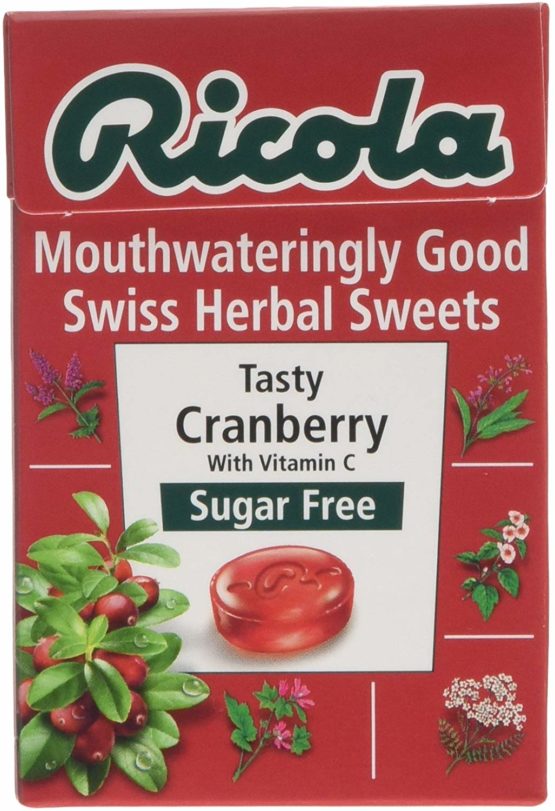 Ricola
Mouthwateringly Good
Swiss Herbal Sweets
Tasty
Cranberry
With Vitamin C
Sugar Free